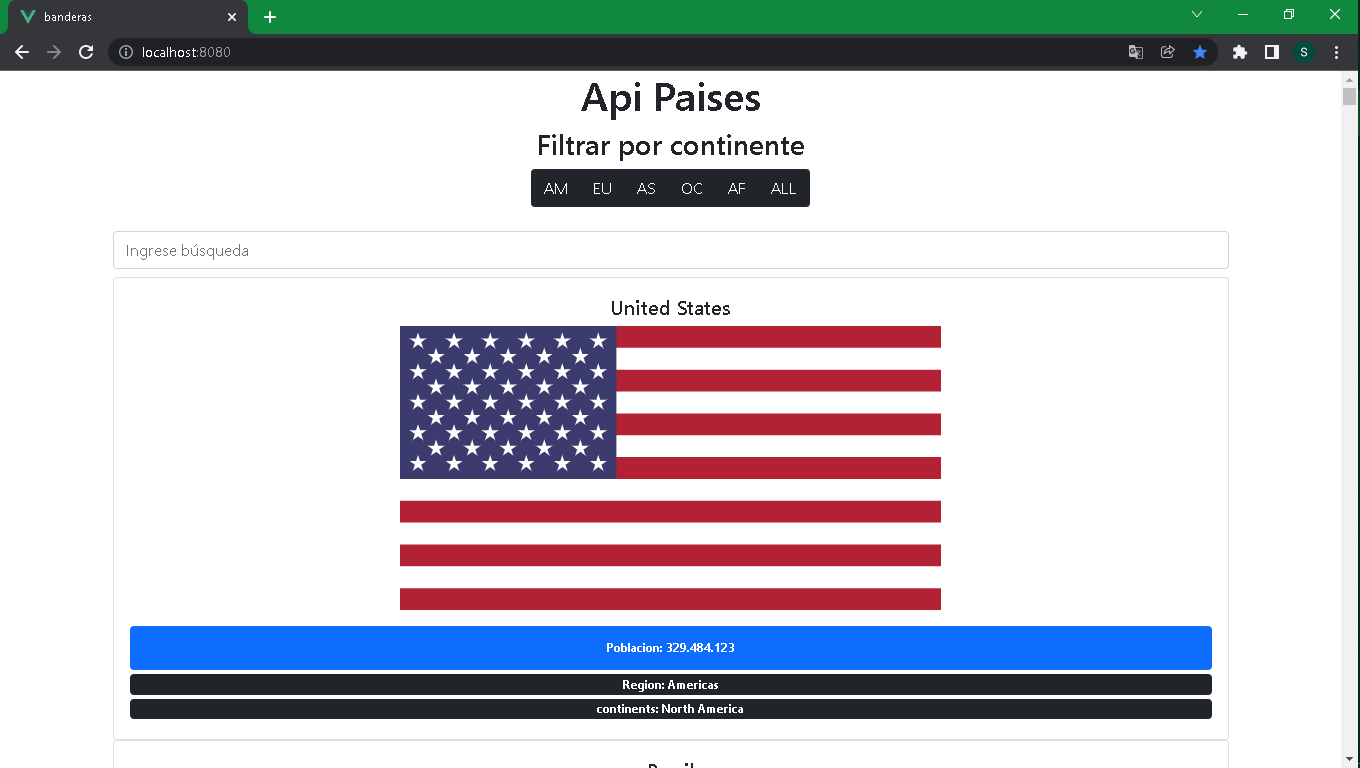 banderas
localhost:8080
S
Api Paises
Filtrar por continente
AM EU AS OC AF ALL
Ingrese búsqueda
United States
Poblacion: 329.484.123
Region: Americas
continents: North America